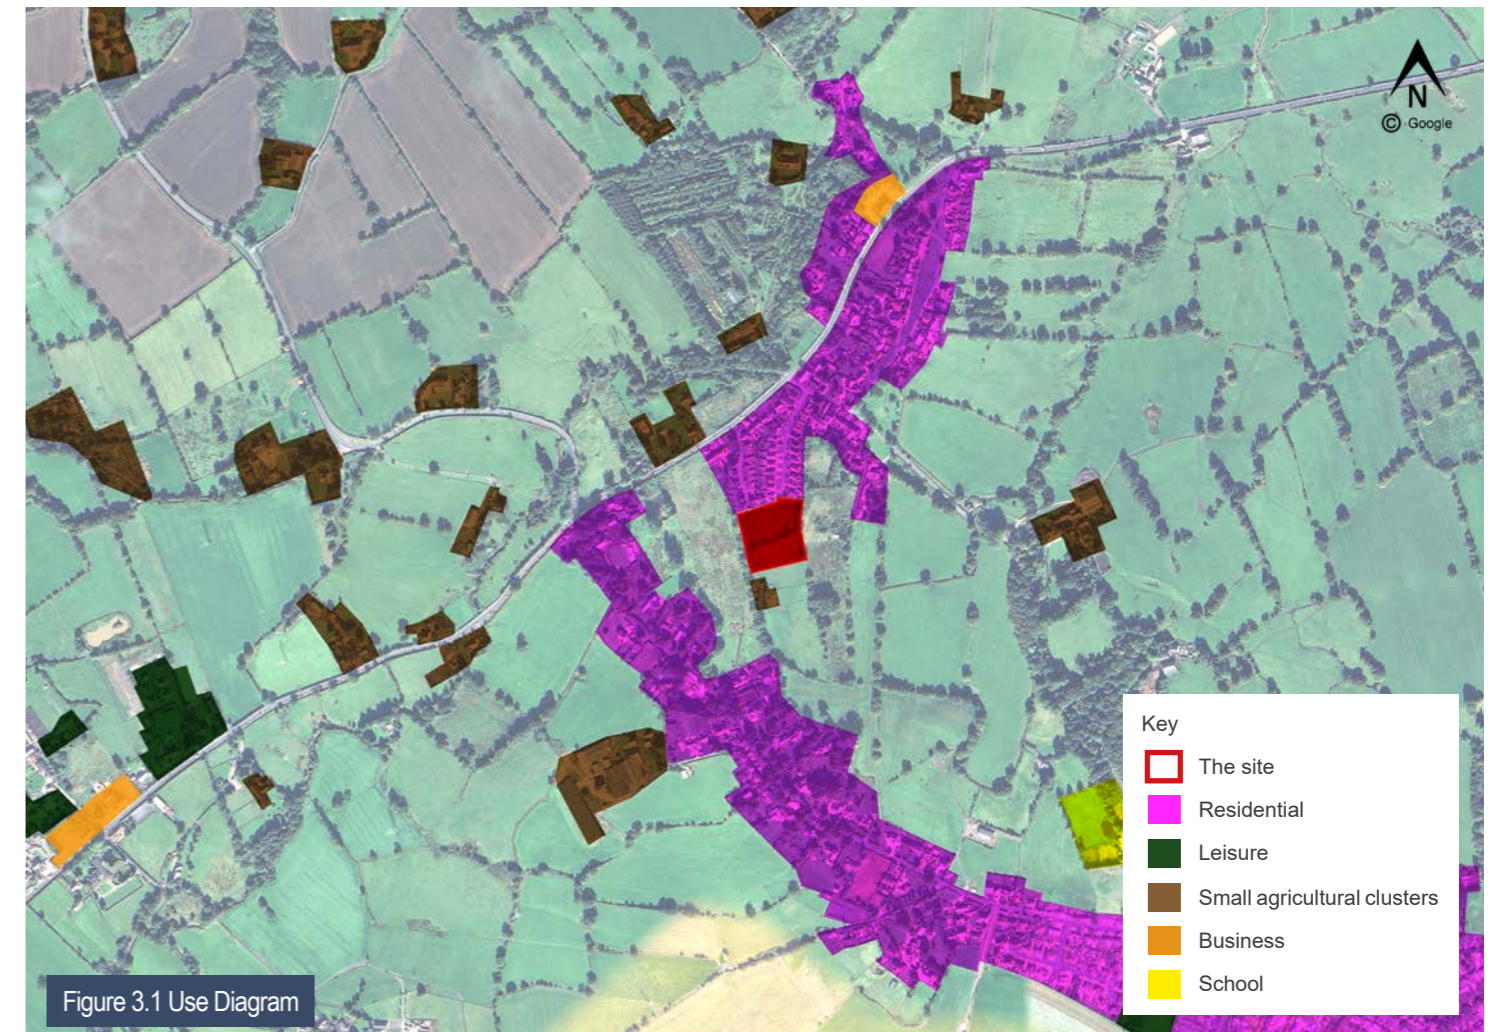 N
© Google
Key
The site
Residential
Leisure
Small agricultural clusters
Business
School
Figure 3.1 Use Diagram